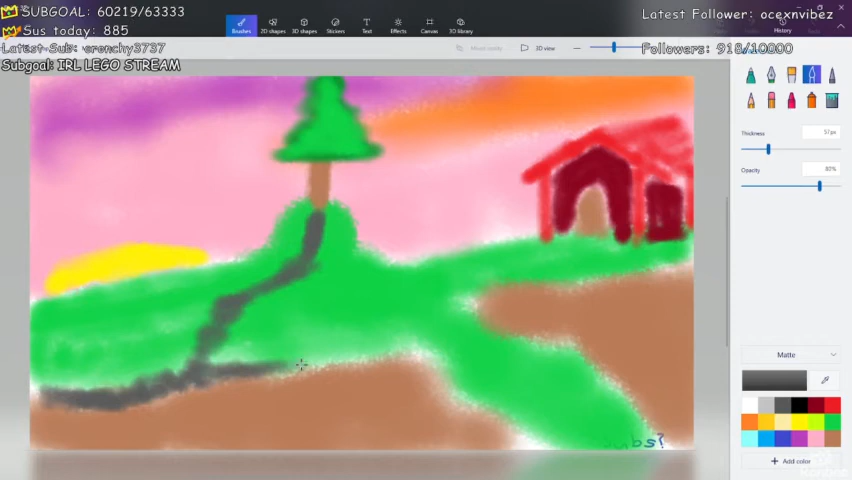 SUBGOAL: 60219/63333
Sus today: 885
Latest Sub: cronchy3737
Subgoal: IRL LEGO STREAM
Latest Follower: ocexnvibez
Followers: 918/10000
Brushes
2D shapes
3D shapes
Stickers
Text
Effects
Canvas
3D library
History
3D view
Thickness
51px
Opacity
80%
Matte
Add color
subs?